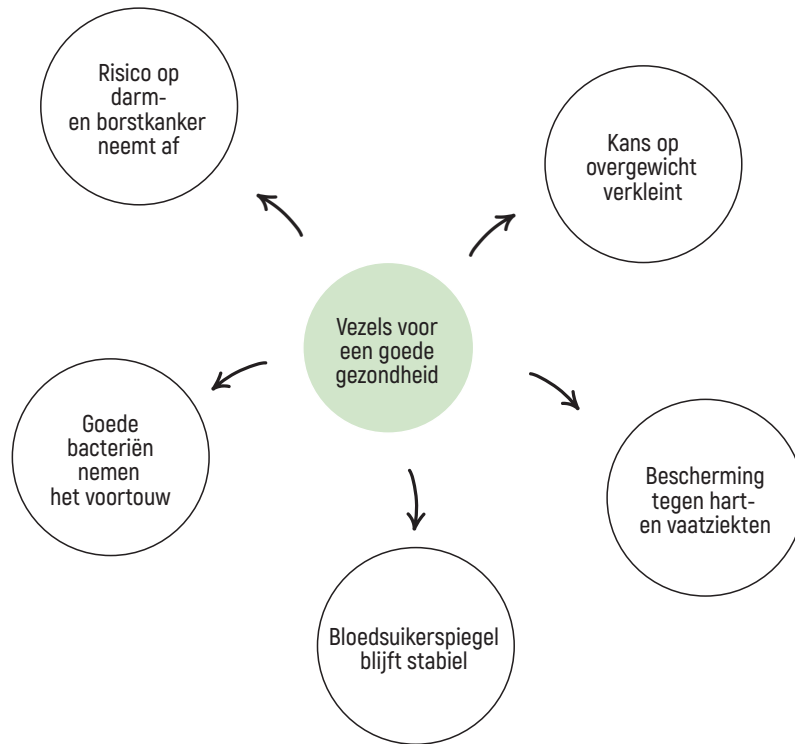 Risico op
darm-
en borstkanker
neemt af
Kans op
overgewicht
verkleint
Vezels voor
een goede
gezondheid
Goede
bacteriën
nemen
het voortouw
Bescherming
tegen hart-
en vaatziekten
Bloedsuikerspiegel
blijft stabiel